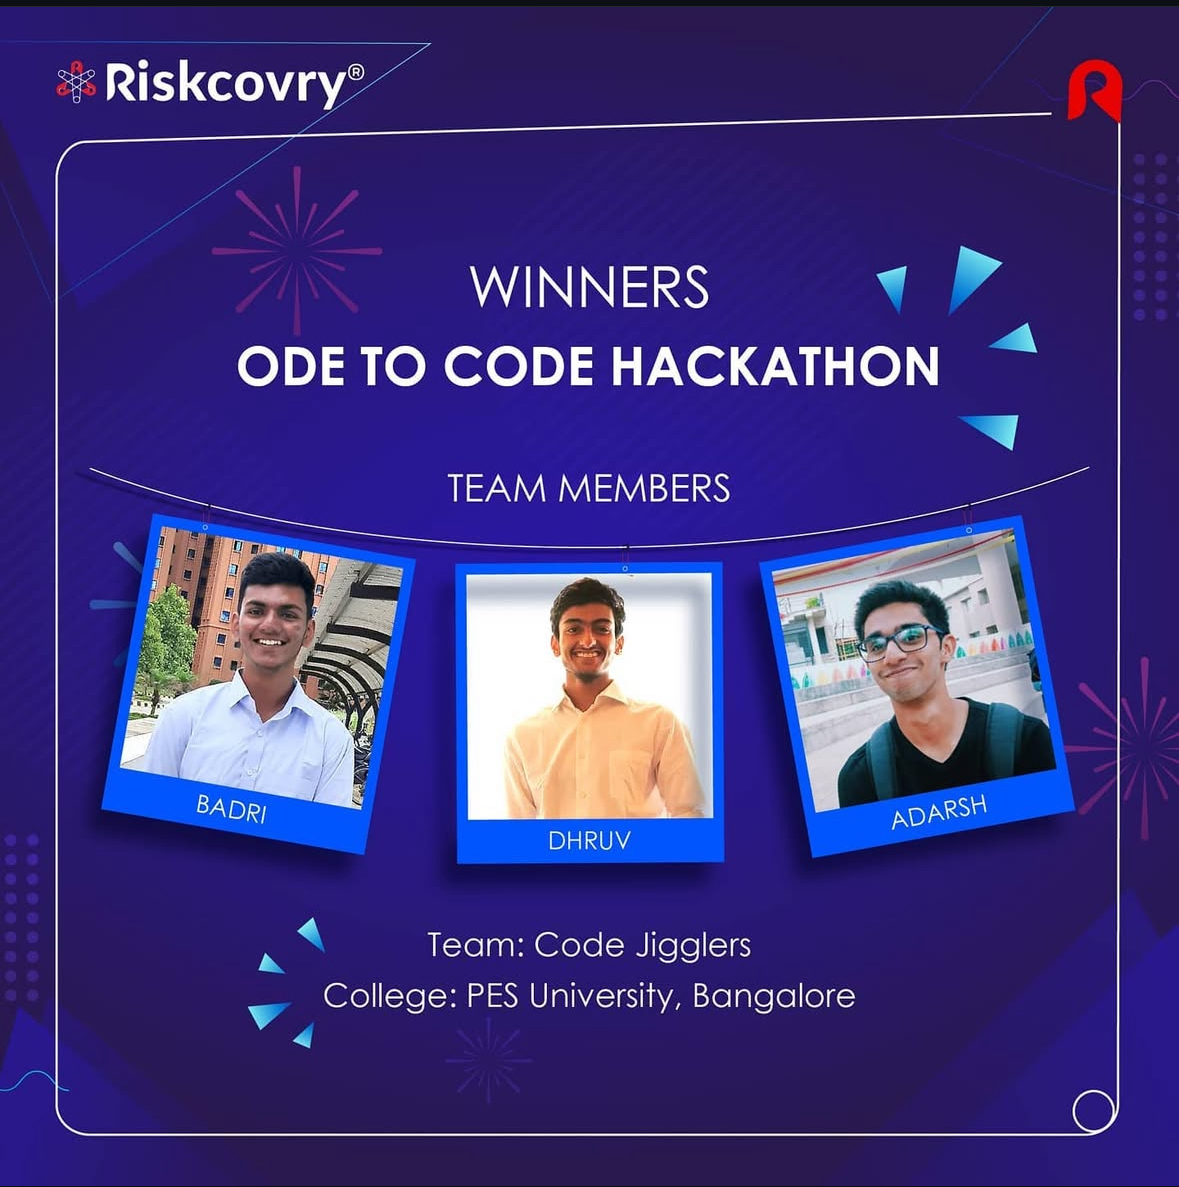 Riskcovry®
WINNERS
ODE TO CODE HACKATHON
TEAM MEMBERS
BADRI
DHRUV
ADARSH
Team: Code Jigglers
College: PES University, Bangalore